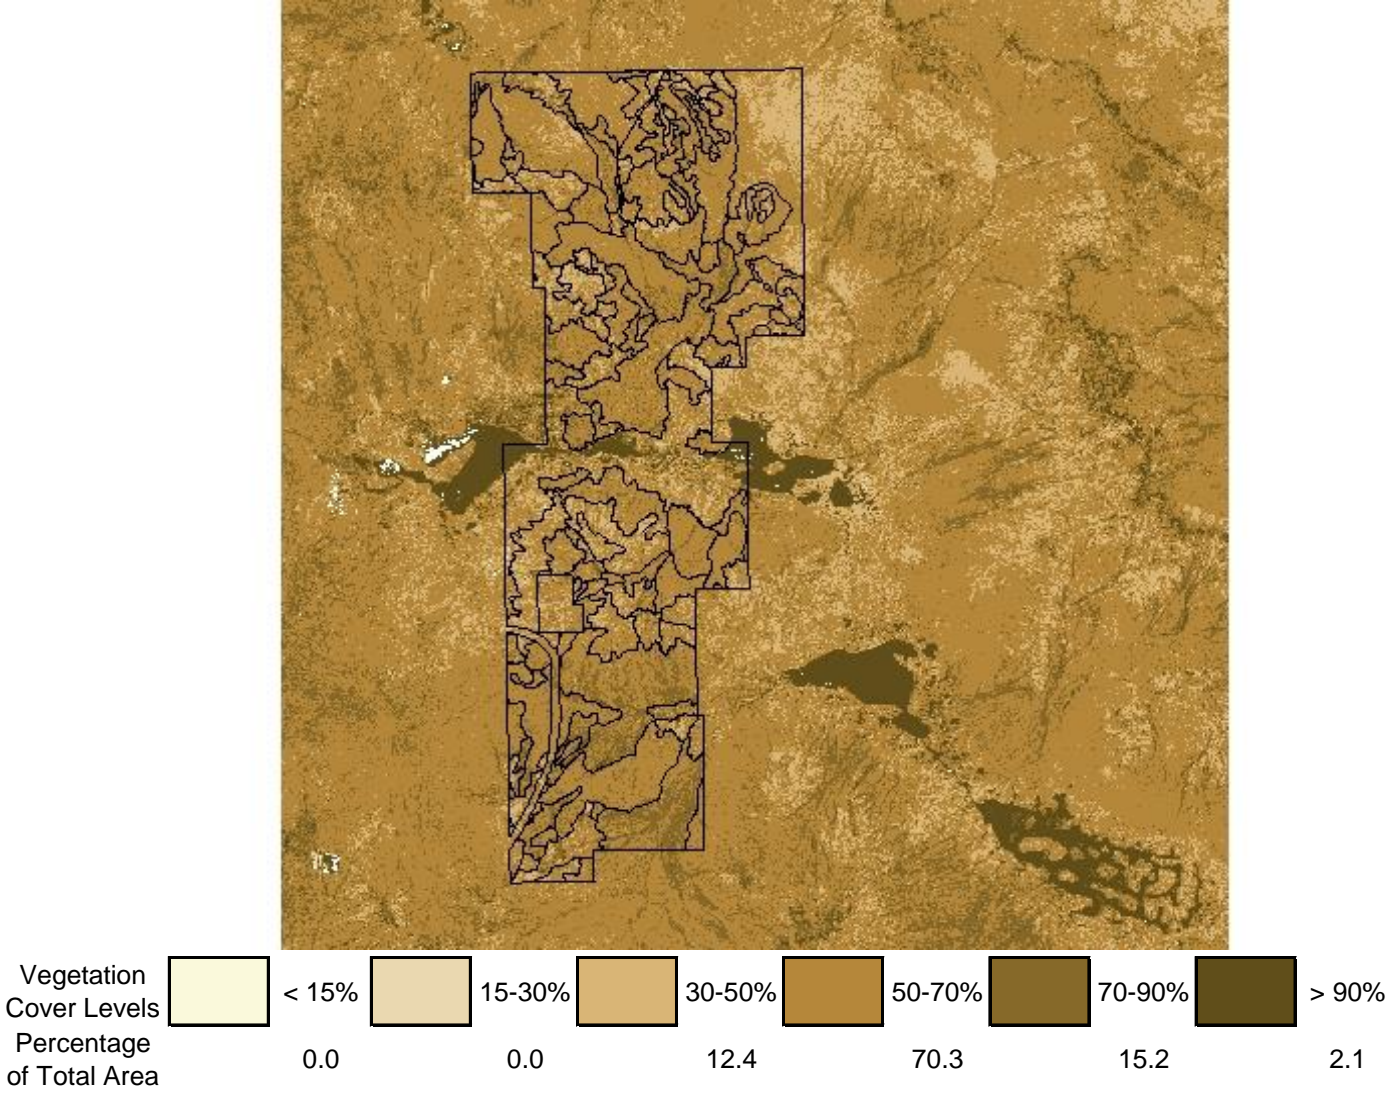 Vegetation
Cover Levels
< 15% 15-30% 30-50% 50-70% 70-90% > 90%
Percentage
of Total Area
0.0 0.0 12.4 70.3 15.2 2.1